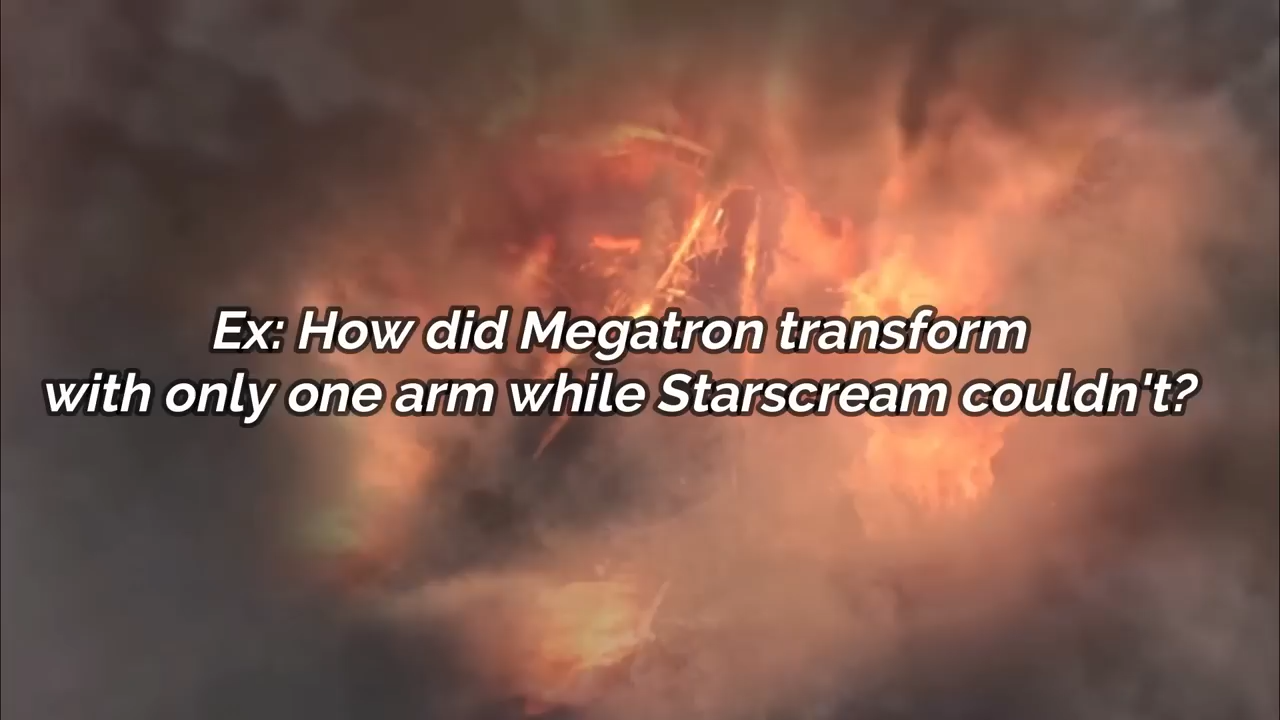 Ex: How did Megatron transform
with only one arm while Starscream couldn't?